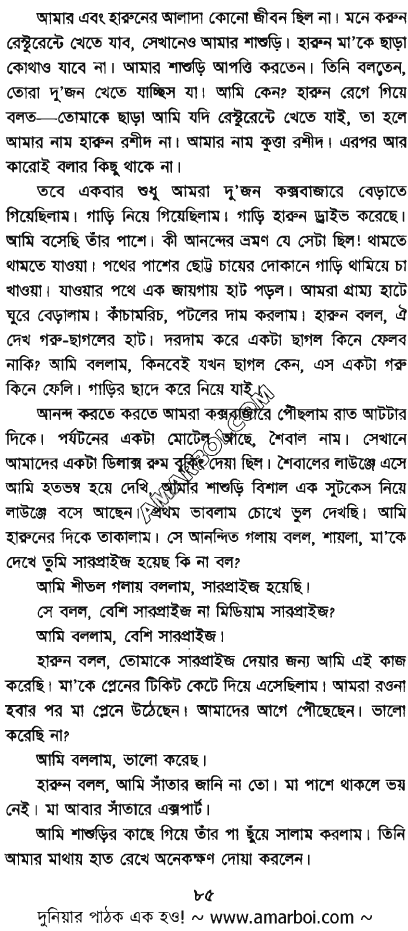 আমার এবং হারুনের আলাদা কোনো জীবন ছিল না। মনে করুন
রেস্টুরেন্টে খেতে যাব, সেখানেও আমার শাশুড়ি। হারুন মা'কে ছাড়া
কোথাও যাবে না। আমার শাশুড়ি আপত্তি করতেন। তিনি বলতেন,
তোরা দু'জন খেতে যাচ্ছিস যা। আমি কেন? হারুন রেগে গিয়ে
বলত—তোমাকে ছাড়া আমি যদি রেস্টুরেন্টে খেতে যাই, তা হলে
আমার নাম হারুন রশীদ না। আমার নাম কুত্তা রশীদ। এরপর আর
কারোই বলার কিছু থাকে না।
তবে একবার শুধু আমরা দু'জন কক্সবাজারে বেড়াতে
গিয়েছিলাম। গাড়ি নিয়ে গিয়েছিলাম। গাড়ি হারুন ড্রাইভ করেছে।
আমি বসেছি তাঁর পাশে। কী আনন্দের ভ্রমণ যে সেটা ছিল! থামতে
থামতে যাওয়া। পথের পাশের ছোট্ট চায়ের দোকানে গাড়ি থামিয়ে চা
খাওয়া। যাওয়ার পথে এক জায়গায় হাট পড়ল। আমরা গ্রাম্য হাটে
ঘুরে বেড়ালাম। কাঁচামরিচ, পটলের দাম করলাম। হারুন বলল, ঐ
দেখ গরু-ছাগলের হাট। দরদাম করে একটা ছাগল কিনে ফেলব
নাকি? আমি বললাম, কিনবেই যখন ছাগল কেন, এস একটা গরু
কিনে ফেলি। গাড়ির ছাদে করে নিয়ে যাই।
আনন্দ করতে করতে আমরা কক্সবাজারে পৌঁছলাম রাত আটটার
দিকে। পর্যটনের একটা মোটেল আছে, শৈবাল নাম। সেখানে
আমাদের একটা ডিলাক্স রুম বুকিং দেয়া ছিল। শৈবালের লাউঞ্জে এসে
আমি হতভম্ব হয়ে দেখি, আমার শাশুড়ি বিশাল এক সুটকেস নিয়ে
লাউঞ্জে বসে আছেন। প্রথম ভাবলাম চোখে ভুল দেখছি। আমি
হারুনের দিকে তাকালাম। সে আনন্দিত গলায় বলল, শায়লা, মা'কে
দেখে তুমি সারপ্রাইজ হয়েছ কি না বল?
আমি শীতল গলায় বললাম, সারপ্রাইজ হয়েছি।
সে বলল, বেশি সারপ্রাইজ না মিডিয়াম সারপ্রাইজ?
আমি বললাম, বেশি সারপ্রাইজ।
হারুন বলল, তোমাকে সারপ্রাইজ দেয়ার জন্য আমি এই কাজ
করেছি। মা'কে প্লেনের টিকিট কেটে দিয়ে এসেছিলাম। আমরা রওনা
হবার পর মা প্লেনে উঠেছেন। আমাদের আগে পৌঁছেছেন। ভালো
করেছি না?
আমি বললাম, ভালো করেছ।
হারুন বলল, আমি সাঁতার জানি না তো। মা পাশে থাকলে ভয়
নেই। মা আবার সাঁতারে এক্সপার্ট।
আমি শাশুড়ির কাছে গিয়ে তাঁর পা ছুঁয়ে সালাম করলাম। তিনি
আমার মাথায় হাত রেখে অনেকক্ষণ দোয়া করলেন।
AMARBOI.COM
৮৫
দুনিয়ার পাঠক এক হও! ~ www.amarboi.com ~